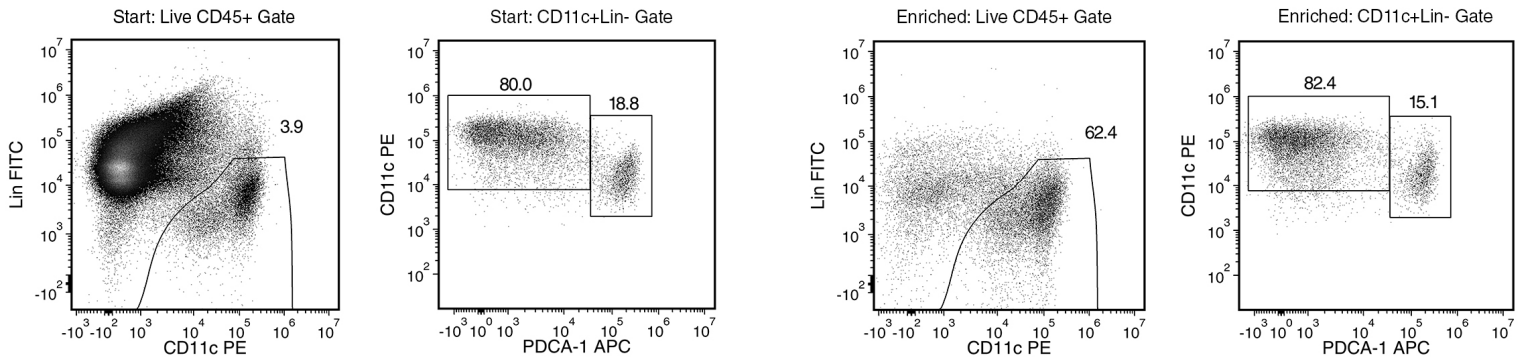 Start: Live CD45+ Gate
10^7
10^6
10^5
10^4
10^3
-10^2
3.9
Lin FITC
-10^3 -10^2 10^3 10^4 10^5 10^6 10^7
CD11c PE
Start: CD11c+Lin- Gate
10^7
10^6
10^5
10^4
10^3
10^2
80.0
18.8
CD11c PE
-10^3 10^0 10^3 10^4 10^5 10^6 10^7
PDCA-1 APC
Enriched: Live CD45+ Gate
10^7
10^6
10^5
10^4
10^3
-10^2
62.4
Lin FITC
-10^3 -10^2 10^3 10^4 10^5 10^6 10^7
CD11c PE
Enriched: CD11c+Lin- Gate
10^7
10^6
10^5
10^4
10^3
10^2
82.4
15.1
CD11c PE
-10^3 10^0 10^3 10^4 10^5 10^6 10^7
PDCA-1 APC